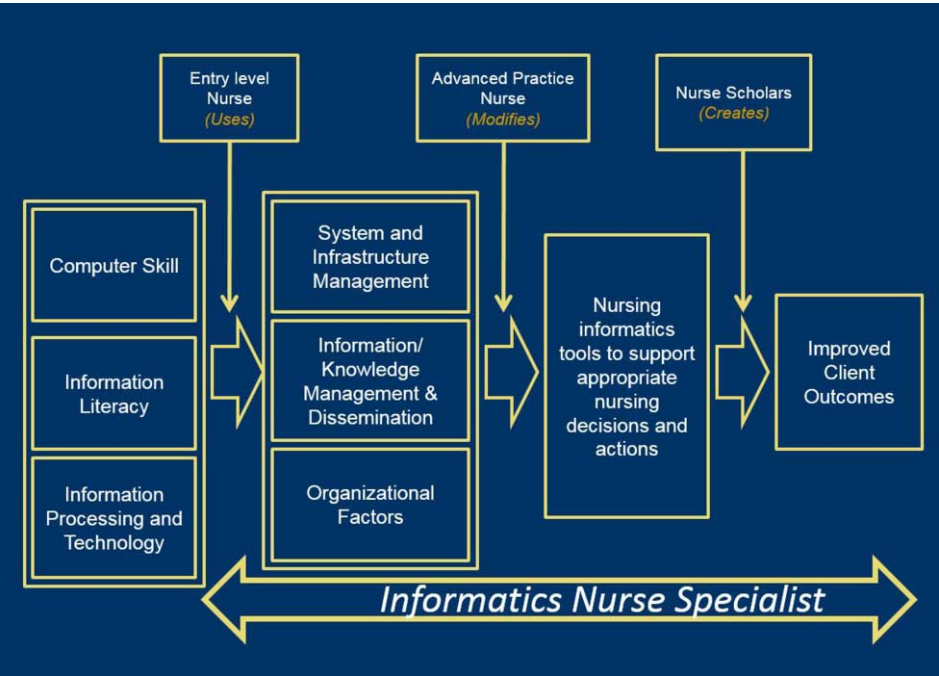 Entry level
Nurse
(Uses)
Advanced Practice
Nurse
(Modifies)
Nurse Scholars
(Creates)
Computer Skill
Information
Literacy
Information
Processing and
Technology
System and
Infrastructure
Management
Information/
Knowledge
Management &
Dissemination
Organizational
Factors
Nursing
informatics
tools to support
appropriate
nursing
decisions and
actions
Improved
Client
Outcomes
Informatics Nurse Specialist